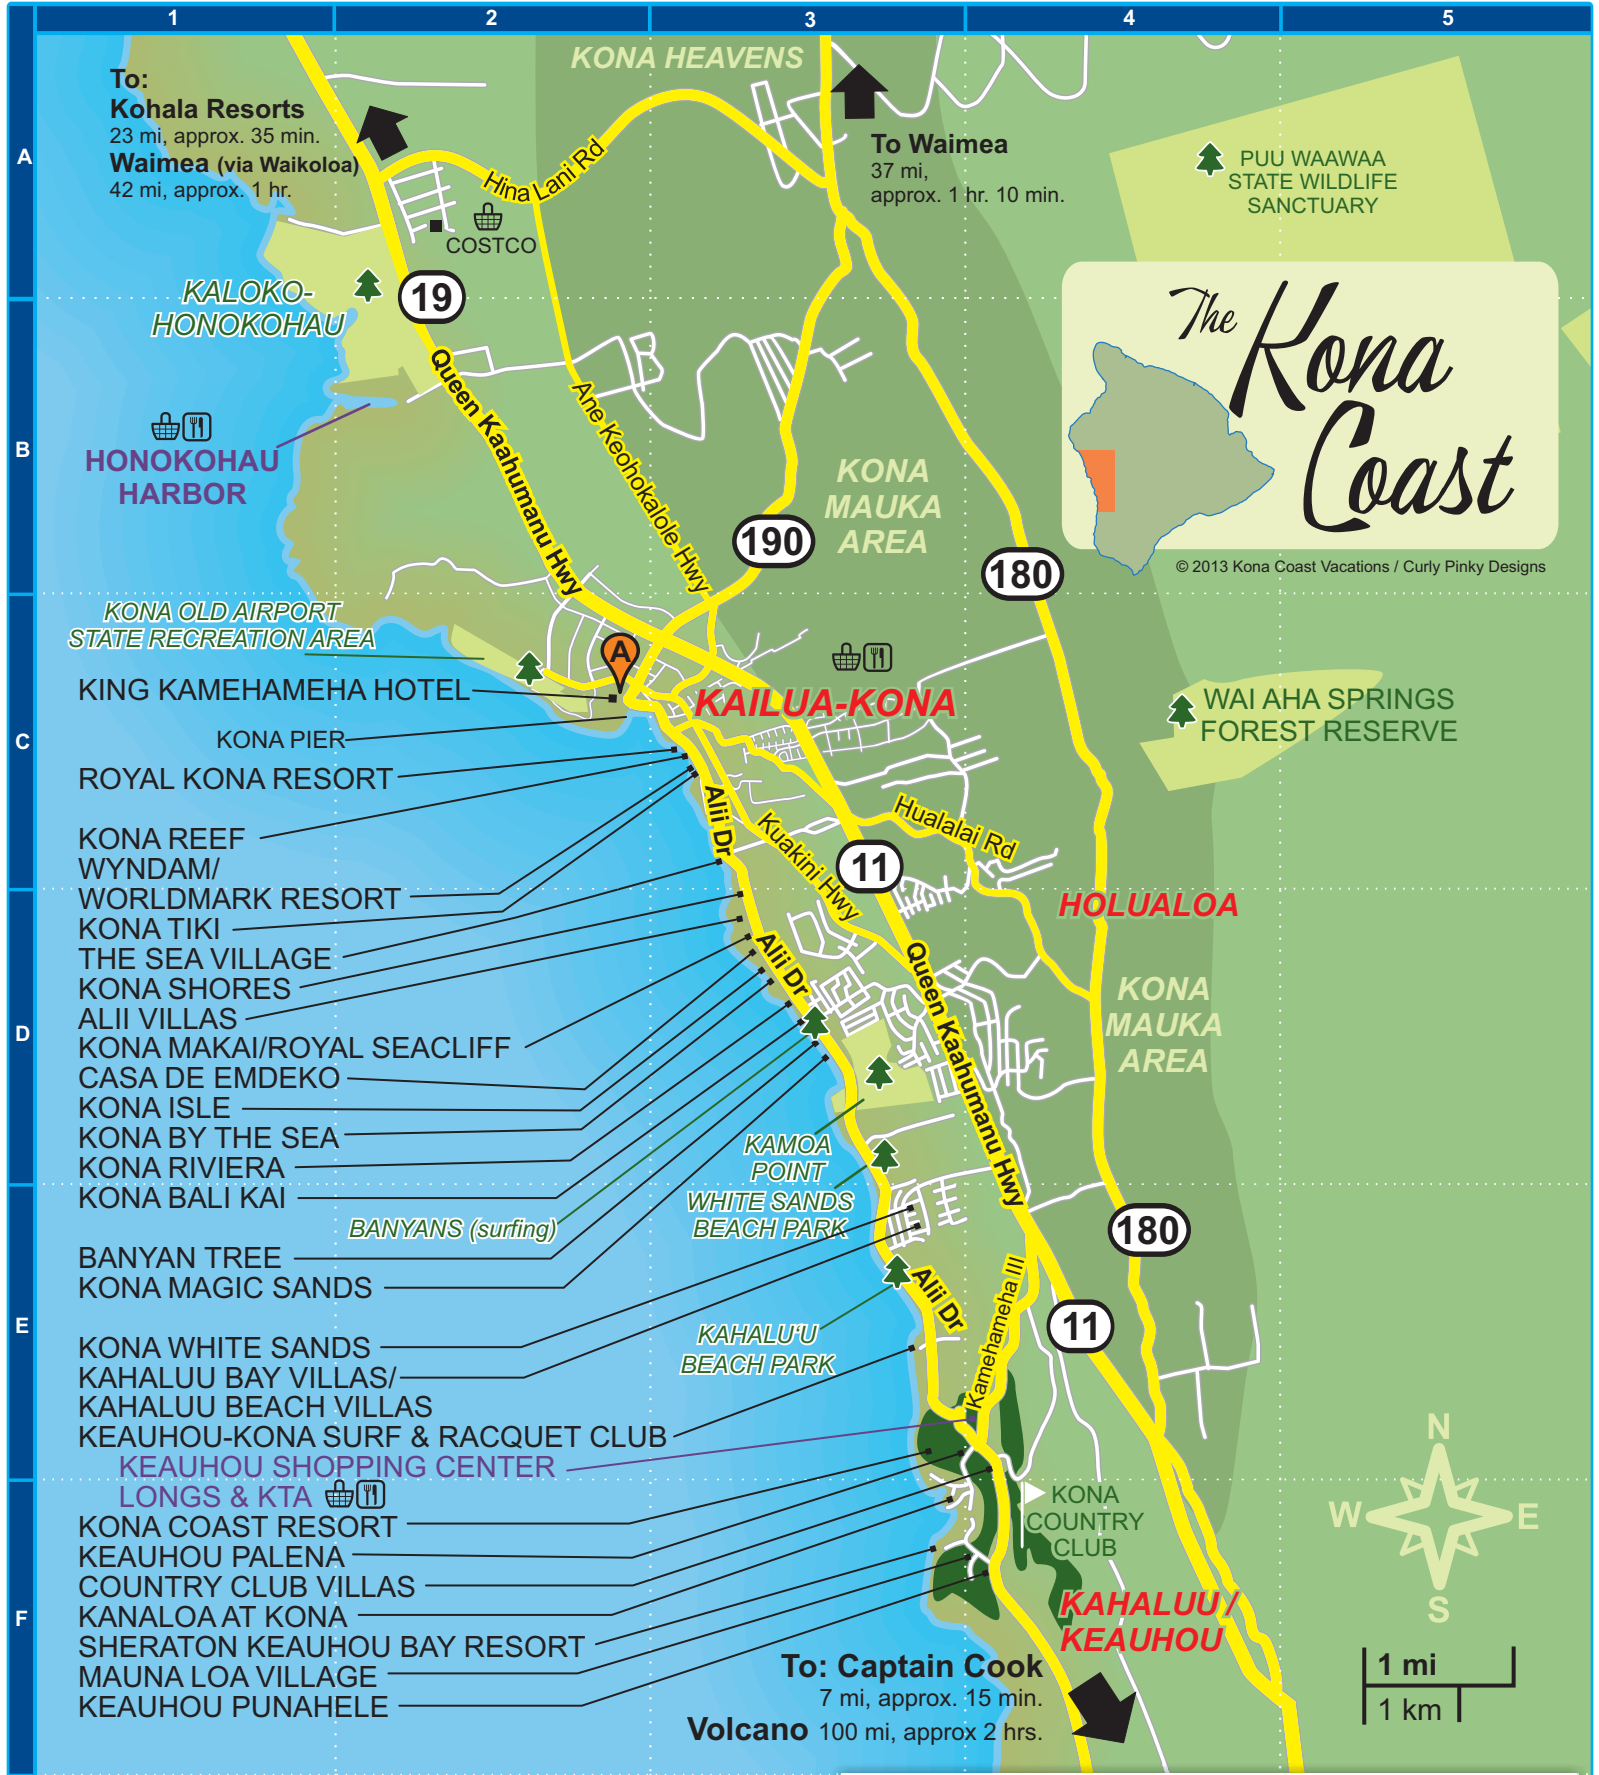 1 2 3 4 5
KONA HEAVENS
To:
Kohala Resorts
23 mi, approx. 35 min.
Waimea (via Waikoloa)
42 mi, approx. 1 hr.
A
To Waimea
37 mi,
approx. 1 hr. 10 min.
PUU WAAWAA
STATE WILDLIFE
SANCTUARY
Hina Lani Rd
COSTCO
KALOKO-
HONOKOHAU
19
The
Kona
Coast
© 2013 Kona Coast Vacations / Curly Pinky Designs
Queen Kaahumanu Hwy
Ane Keohokalole Hwy
B
HONOKOHAU
HARBOR
KONA
MAUKA
AREA
190
180
KONA OLD AIRPORT
STATE RECREATION AREA
A
KING KAMEHAMEHA HOTEL
KAILUA-KONA
WAI AHA SPRINGS
FOREST RESERVE
C
KONA PIER
ROYAL KONA RESORT
Alii Dr
Kuakini Hwy
Hualalai Rd
11
KONA REEF
WYNDAM/
WORLDMARK RESORT
KONA TIKI
THE SEA VILLAGE
KONA SHORES
ALII VILLAS
KONA MAKAI/ROYAL SEACLIFF
CASA DE EMDEKO
KONA ISLE
KONA BY THE SEA
KONA RIVIERA
KONA BALI KAI
HOLUALOA
Alii Dr
Queen Kaahumanu Hwy
KONA
MAUKA
AREA
D
KAMOA
POINT
WHITE SANDS
BEACH PARK
BANYANS (surfing)
BANYAN TREE
KONA MAGIC SANDS
180
Alii Dr
Kamehameha III
11
E
KAHALU'U
BEACH PARK
KONA WHITE SANDS
KAHALUU BAY VILLAS/
KAHALUU BEACH VILLAS
KEAUHOU-KONA SURF & RACQUET CLUB
KEAUHOU SHOPPING CENTER
LONGS & KTA
KONA COAST RESORT
KEAUHOU PALENA
COUNTRY CLUB VILLAS
KANALOA AT KONA
SHERATON KEAUHOU BAY RESORT
MAUNA LOA VILLAGE
KEAUHOU PUNAHELE
KONA
COUNTRY
CLUB
F
KAHALUU /
KEAUHOU
To: Captain Cook
7 mi, approx. 15 min.
Volcano 100 mi, approx 2 hrs.
N
W E
S
1 mi
1 km